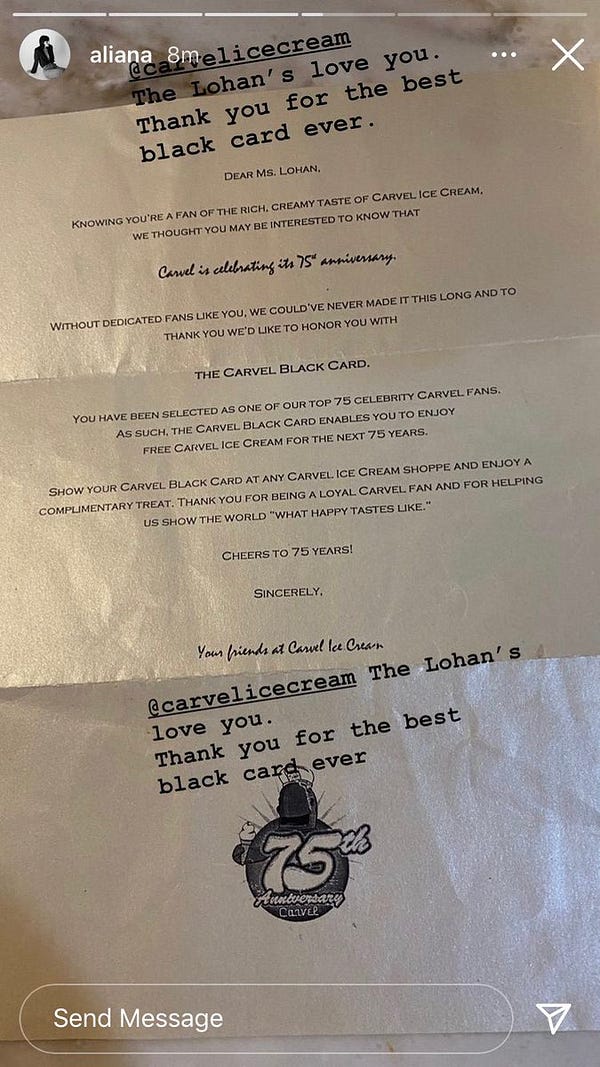 aliana 8m
@carvelicecream
The Lohan's love you.
Thank you for the best
black card ever.
Dear Ms. Lohan,
Knowing you're a fan of the rich, creamy taste of Carvel Ice Cream,
we thought you may be interested to know that
Carvel is celebrating its 75th anniversary.
Without dedicated fans like you, we could've never made it this long and to
thank you we'd like to honor you with
the Carvel Black Card.
You have been selected as one of our top 75 celebrity Carvel fans.
As such, the Carvel Black Card enables you to enjoy
free Carvel Ice Cream for the next 75 years.
Show your Carvel Black Card at any Carvel Ice Cream Shoppe and enjoy a
complimentary treat. Thank you for being a loyal Carvel fan and for helping
us show the world "what happy tastes like."
Cheers to 75 years!
Sincerely,
Your friends at Carvel Ice Cream
@carvelicecream The Lohan's
love you.
Thank you for the best
black card ever
75th
Anniversary
Carvel
Send Message